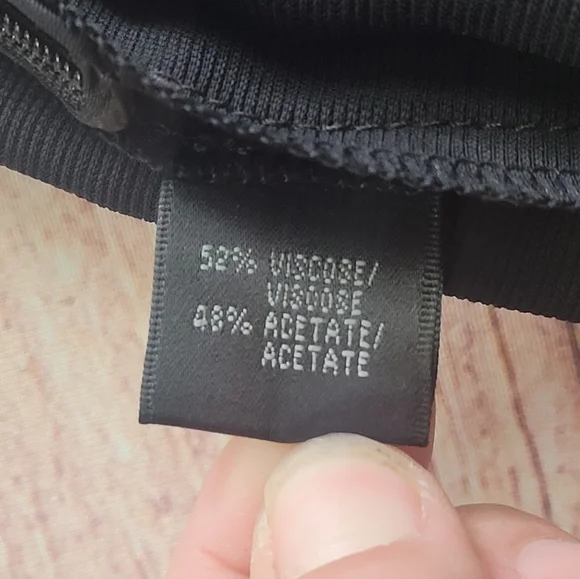 52% VISCOSE/
VISCOSE
48% ACETATE/
ACETATE